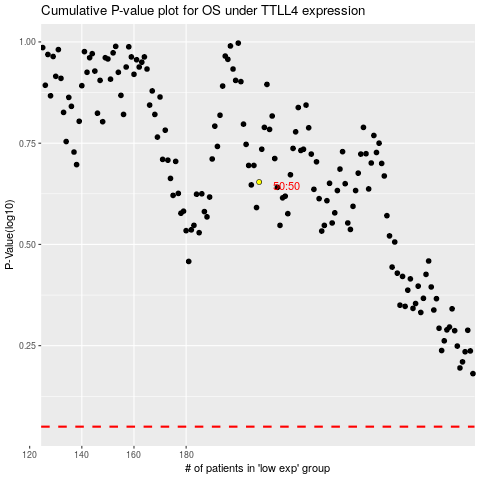 Cumulative P-value plot for OS under TTLL4 expression
P-Value(log10)
1.00
0.75
0.50
0.25
50:50
120 140 160 180
# of patients in 'low exp' group